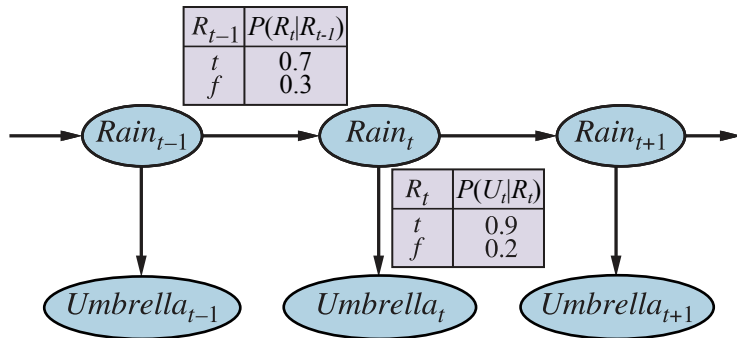 R_{t−1} P(R_t|R_{t-1})
t 0.7
f 0.3
Rain_{t−1} Rain_t Rain_{t+1}
R_t P(U_t|R_t)
t 0.9
f 0.2
Umbrella_{t−1} Umbrella_t Umbrella_{t+1}